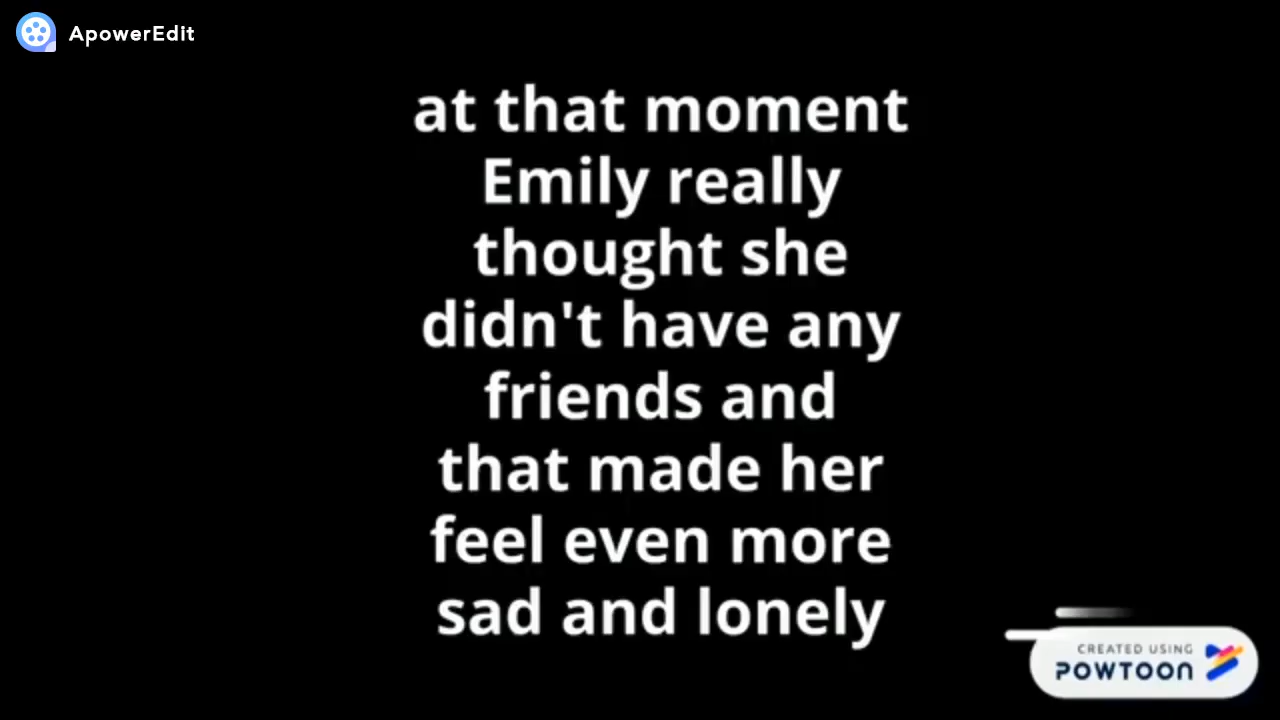 ApowerEdit
at that moment
Emily really
thought she
didn't have any
friends and
that made her
feel even more
sad and lonely
CREATED USING
POWTOON